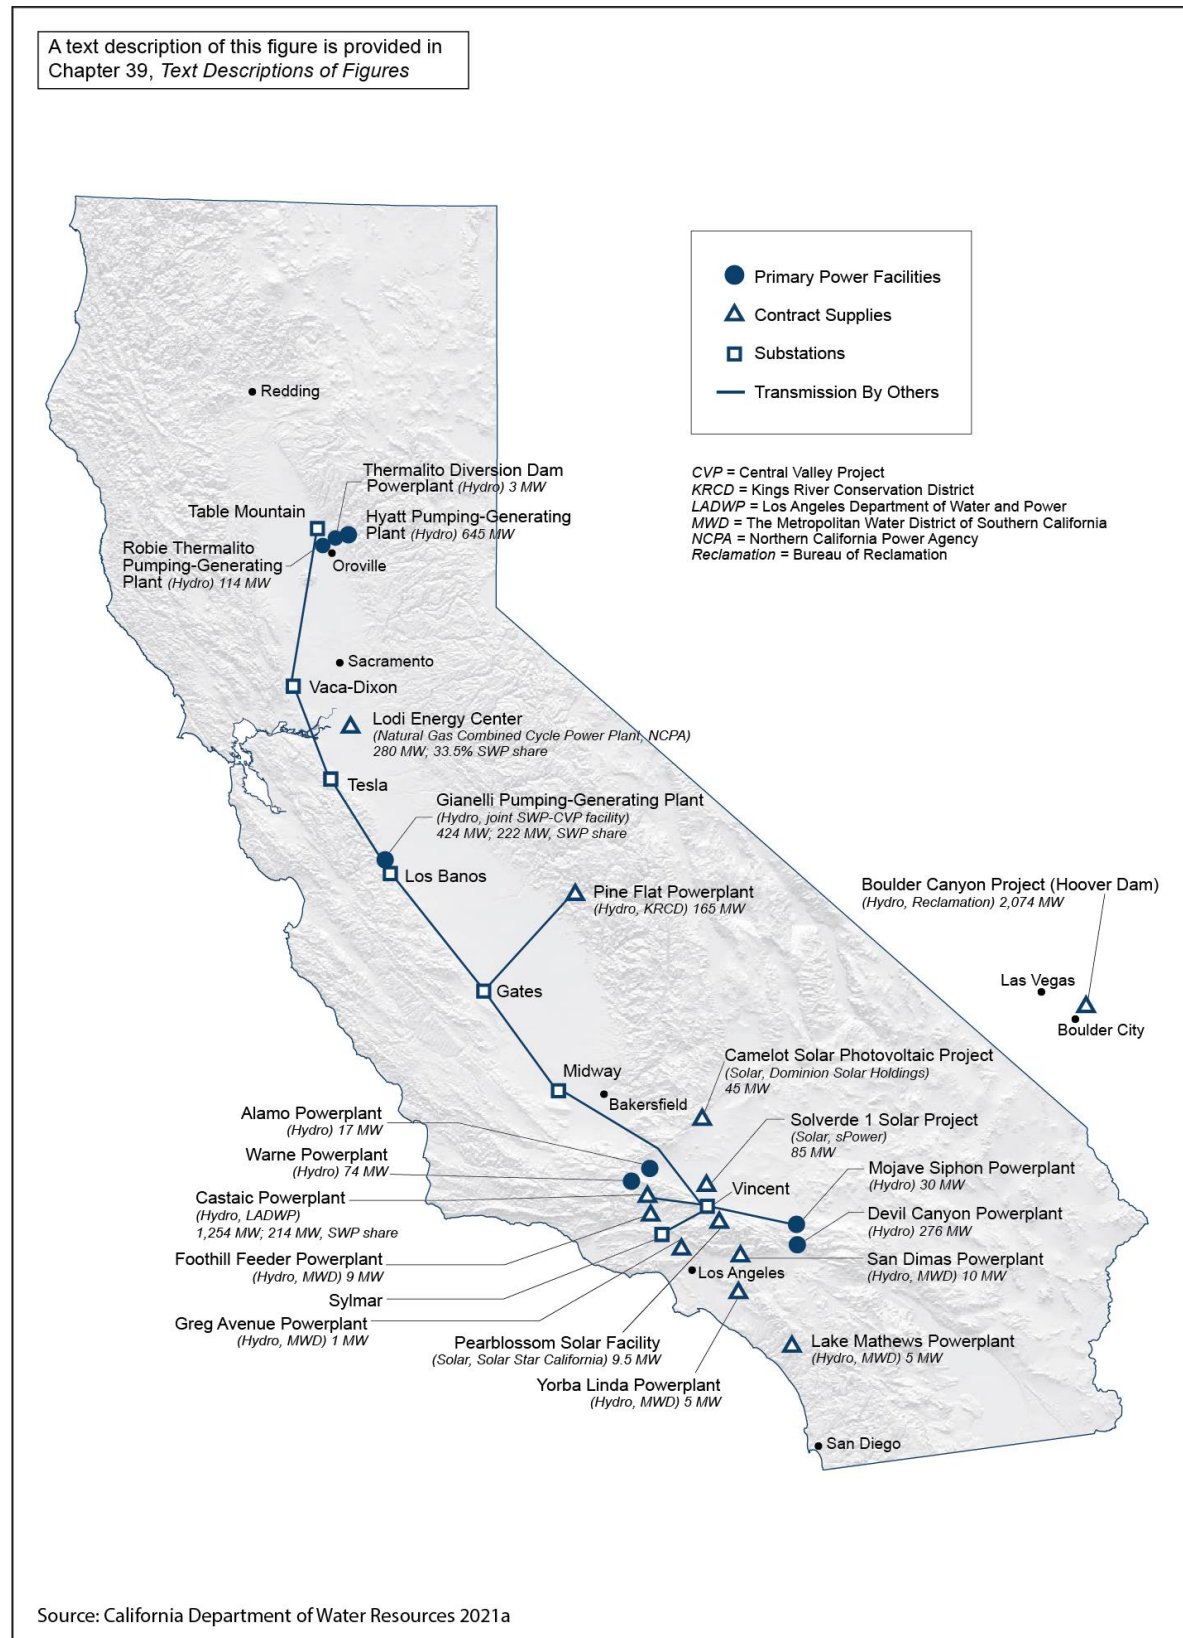 A text description of this figure is provided in
Chapter 39, Text Descriptions of Figures
Primary Power Facilities
Contract Supplies
Substations
Transmission By Others
CVP = Central Valley Project
KRCD = Kings River Conservation District
LADWP = Los Angeles Department of Water and Power
MWD = The Metropolitan Water District of Southern California
NCPA = Northern California Power Agency
Reclamation = Bureau of Reclamation
Redding
Thermalito Diversion Dam
Powerplant (Hydro) 3 MW
Table Mountain
Hyatt Pumping-Generating
Plant (Hydro) 645 MW
Robie Thermalito
Pumping-Generating
Plant (Hydro) 114 MW
Oroville
Sacramento
Vaca-Dixon
Lodi Energy Center
(Natural Gas Combined Cycle Power Plant, NCPA)
280 MW; 33.5% SWP share
Tesla
Gianelli Pumping-Generating Plant
(Hydro, joint SWP-CVP facility)
424 MW; 222 MW, SWP share
Los Banos
Pine Flat Powerplant
(Hydro, KRCD) 165 MW
Boulder Canyon Project (Hoover Dam)
(Hydro, Reclamation) 2,074 MW
Las Vegas
Boulder City
Gates
Midway
Bakersfield
Camelot Solar Photovoltaic Project
(Solar, Dominion Solar Holdings)
45 MW
Alamo Powerplant
(Hydro) 17 MW
Solverde 1 Solar Project
(Solar, sPower)
85 MW
Warne Powerplant
(Hydro) 74 MW
Mojave Siphon Powerplant
(Hydro) 30 MW
Vincent
Castaic Powerplant
(Hydro, LADWP)
1,254 MW; 214 MW, SWP share
Devil Canyon Powerplant
(Hydro) 276 MW
Foothill Feeder Powerplant
(Hydro, MWD) 9 MW
San Dimas Powerplant
(Hydro, MWD) 10 MW
Los Angeles
Sylmar
Greg Avenue Powerplant
(Hydro, MWD) 1 MW
Pearblossom Solar Facility
(Solar, Solar Star California) 9.5 MW
Lake Mathews Powerplant
(Hydro, MWD) 5 MW
Yorba Linda Powerplant
(Hydro, MWD) 5 MW
San Diego
Source: California Department of Water Resources 2021a